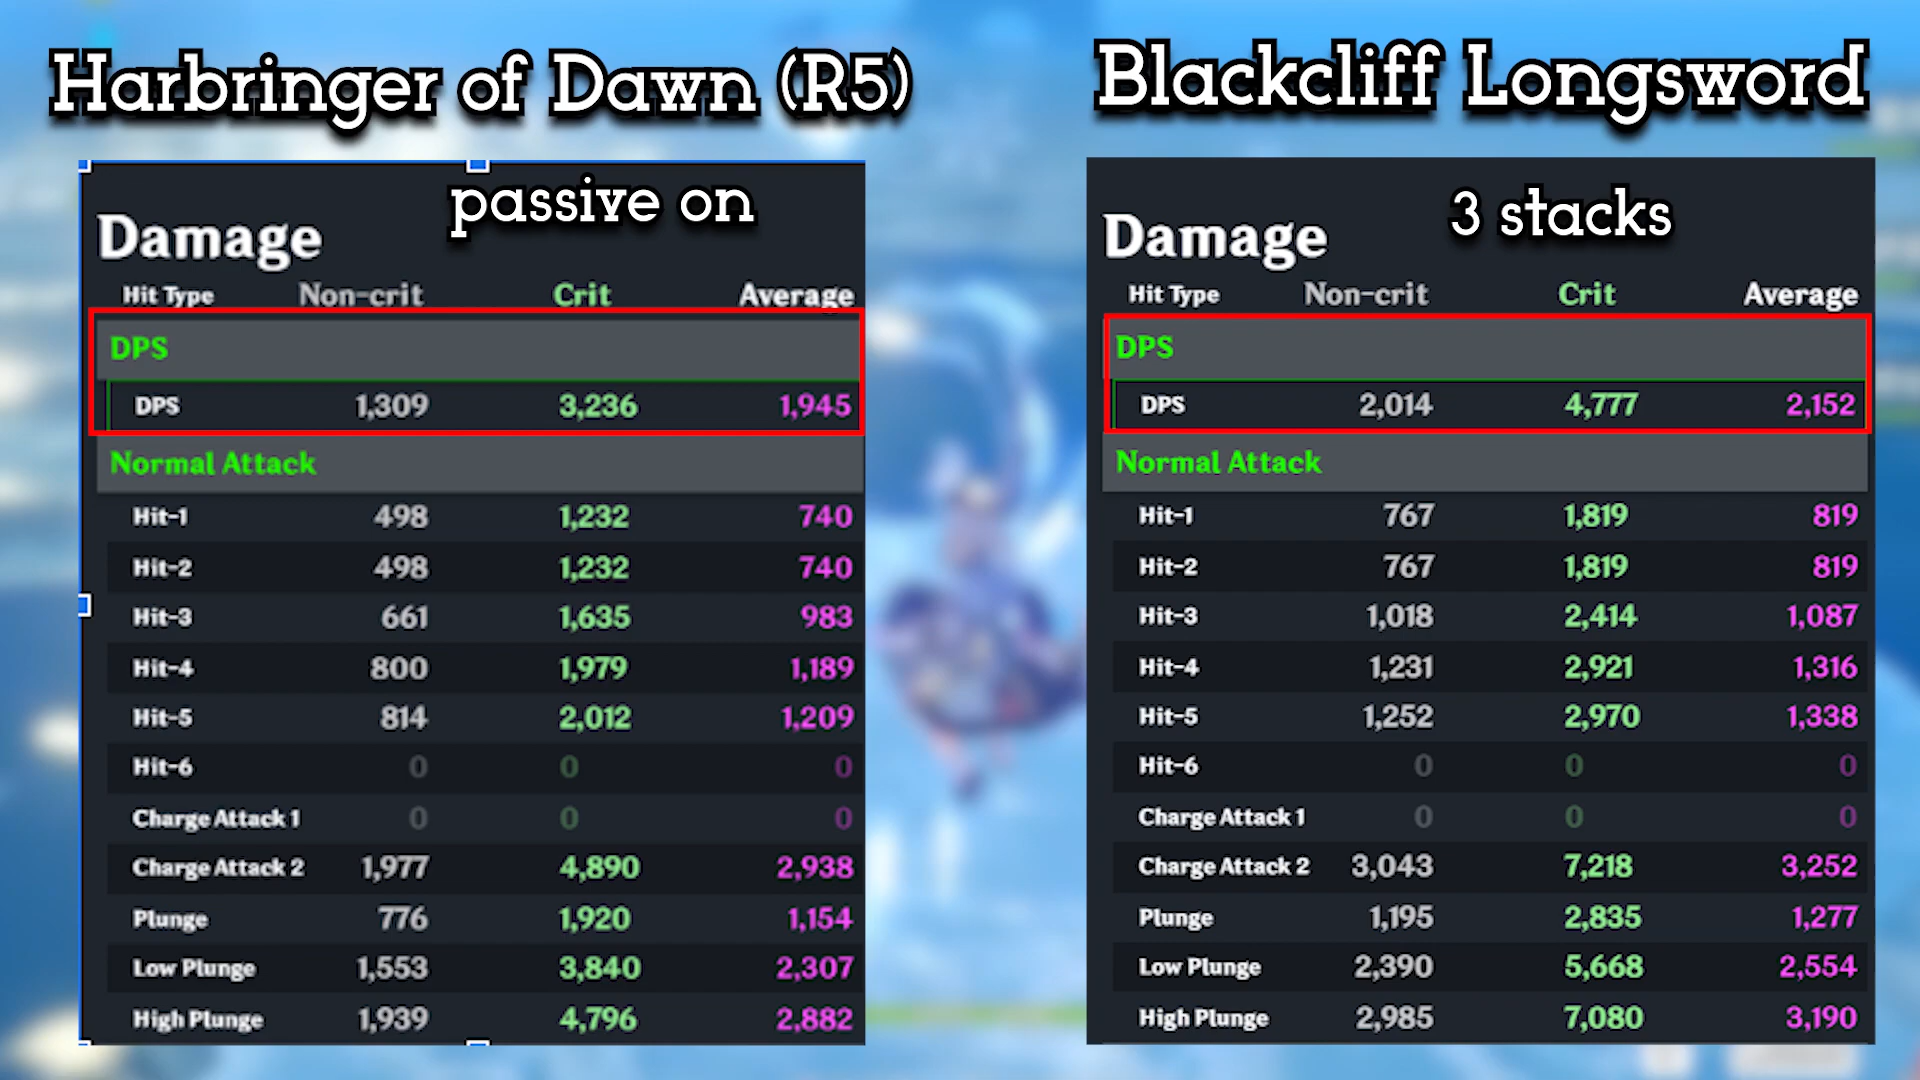 Harbringer of Dawn (R5)
passive on
Damage
Hit Type Non-crit Crit Average
DPS
DPS 1,309 3,236 1,945
Normal Attack
Hit-1 498 1,232 740
Hit-2 498 1,232 740
Hit-3 661 1,635 983
Hit-4 800 1,979 1,189
Hit-5 814 2,012 1,209
Hit-6 0 0 0
Charge Attack 1 0 0 0
Charge Attack 2 1,977 4,890 2,938
Plunge 776 1,920 1,154
Low Plunge 1,553 3,840 2,307
High Plunge 1,939 4,796 2,882
Blackcliff Longsword
3 stacks
Damage
Hit Type Non-crit Crit Average
DPS
DPS 2,014 4,777 2,152
Normal Attack
Hit-1 767 1,819 819
Hit-2 767 1,819 819
Hit-3 1,018 2,414 1,087
Hit-4 1,231 2,921 1,316
Hit-5 1,252 2,970 1,338
Hit-6 0 0 0
Charge Attack 1 0 0 0
Charge Attack 2 3,043 7,218 3,252
Plunge 1,195 2,835 1,277
Low Plunge 2,390 5,668 2,554
High Plunge 2,985 7,080 3,190